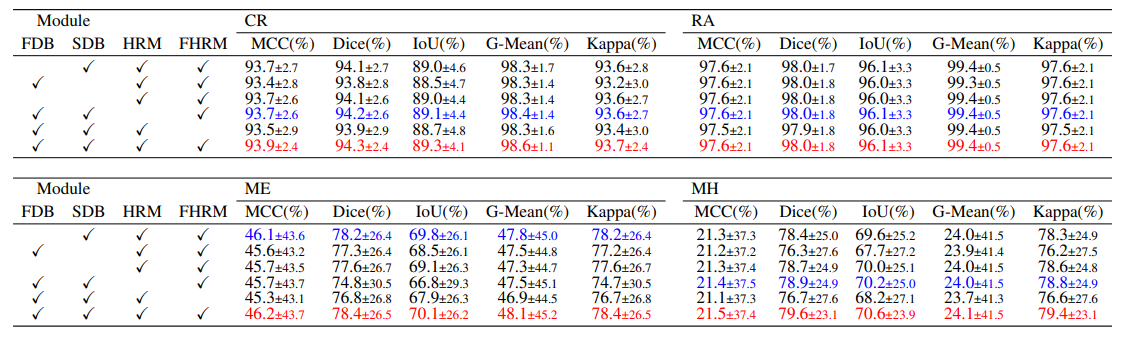 Module CR RA
FDB SDB HRM FHRM MCC(%) Dice(%) IoU(%) G-Mean(%) Kappa(%) MCC(%) Dice(%) IoU(%) G-Mean(%) Kappa(%)
✓ ✓ ✓ 93.7±2.7 94.1±2.7 89.0±4.6 98.3±1.7 93.6±2.8 97.6±2.1 98.0±1.7 96.1±3.3 99.4±0.5 97.6±2.1
✓ ✓ ✓ 93.4±2.8 93.8±2.8 88.5±4.7 98.3±1.4 93.2±3.0 97.6±2.1 98.0±1.8 96.0±3.3 99.3±0.5 97.6±2.1
✓ ✓ 93.7±2.6 94.1±2.6 89.0±4.4 98.3±1.4 93.6±2.7 97.6±2.1 98.0±1.8 96.0±3.3 99.4±0.5 97.6±2.1
✓ ✓ ✓ 93.7±2.6 94.2±2.6 89.1±4.4 98.4±1.4 93.6±2.7 97.6±2.1 98.0±1.8 96.1±3.3 99.4±0.5 97.6±2.1
✓ ✓ ✓ 93.5±2.9 93.9±2.9 88.7±4.8 98.3±1.6 93.4±3.0 97.5±2.1 97.9±1.8 96.0±3.3 99.4±0.5 97.5±2.1
✓ ✓ ✓ ✓ 93.9±2.4 94.3±2.4 89.3±4.1 98.6±1.1 93.7±2.4 97.6±2.1 98.0±1.8 96.1±3.3 99.4±0.5 97.6±2.1
Module ME MH
FDB SDB HRM FHRM MCC(%) Dice(%) IoU(%) G-Mean(%) Kappa(%) MCC(%) Dice(%) IoU(%) G-Mean(%) Kappa(%)
✓ ✓ ✓ 46.1±43.6 78.2±26.4 69.8±26.1 47.8±45.0 78.2±26.4 21.3±37.3 78.4±25.0 69.6±25.2 24.0±41.5 78.3±24.9
✓ ✓ ✓ 45.6±43.2 77.3±26.4 68.5±26.1 47.5±44.8 77.2±26.4 21.2±37.2 76.3±27.6 67.7±27.2 23.9±41.4 76.2±27.5
✓ ✓ 45.7±43.5 77.6±26.7 69.1±26.3 47.3±44.7 77.6±26.7 21.3±37.4 78.7±24.9 70.0±25.1 24.0±41.5 78.6±24.8
✓ ✓ ✓ 45.7±43.7 74.8±30.5 66.8±29.3 47.5±45.1 74.7±30.5 21.4±37.5 78.9±24.9 70.2±25.0 24.0±41.5 78.8±24.9
✓ ✓ ✓ 45.3±43.1 76.8±26.8 67.9±26.3 46.9±44.5 76.7±26.8 21.1±37.3 76.7±27.6 68.2±27.1 23.7±41.3 76.6±27.6
✓ ✓ ✓ ✓ 46.2±43.7 78.4±26.5 70.1±26.2 48.1±45.2 78.4±26.5 21.5±37.4 79.6±23.1 70.6±23.9 24.1±41.5 79.4±23.1